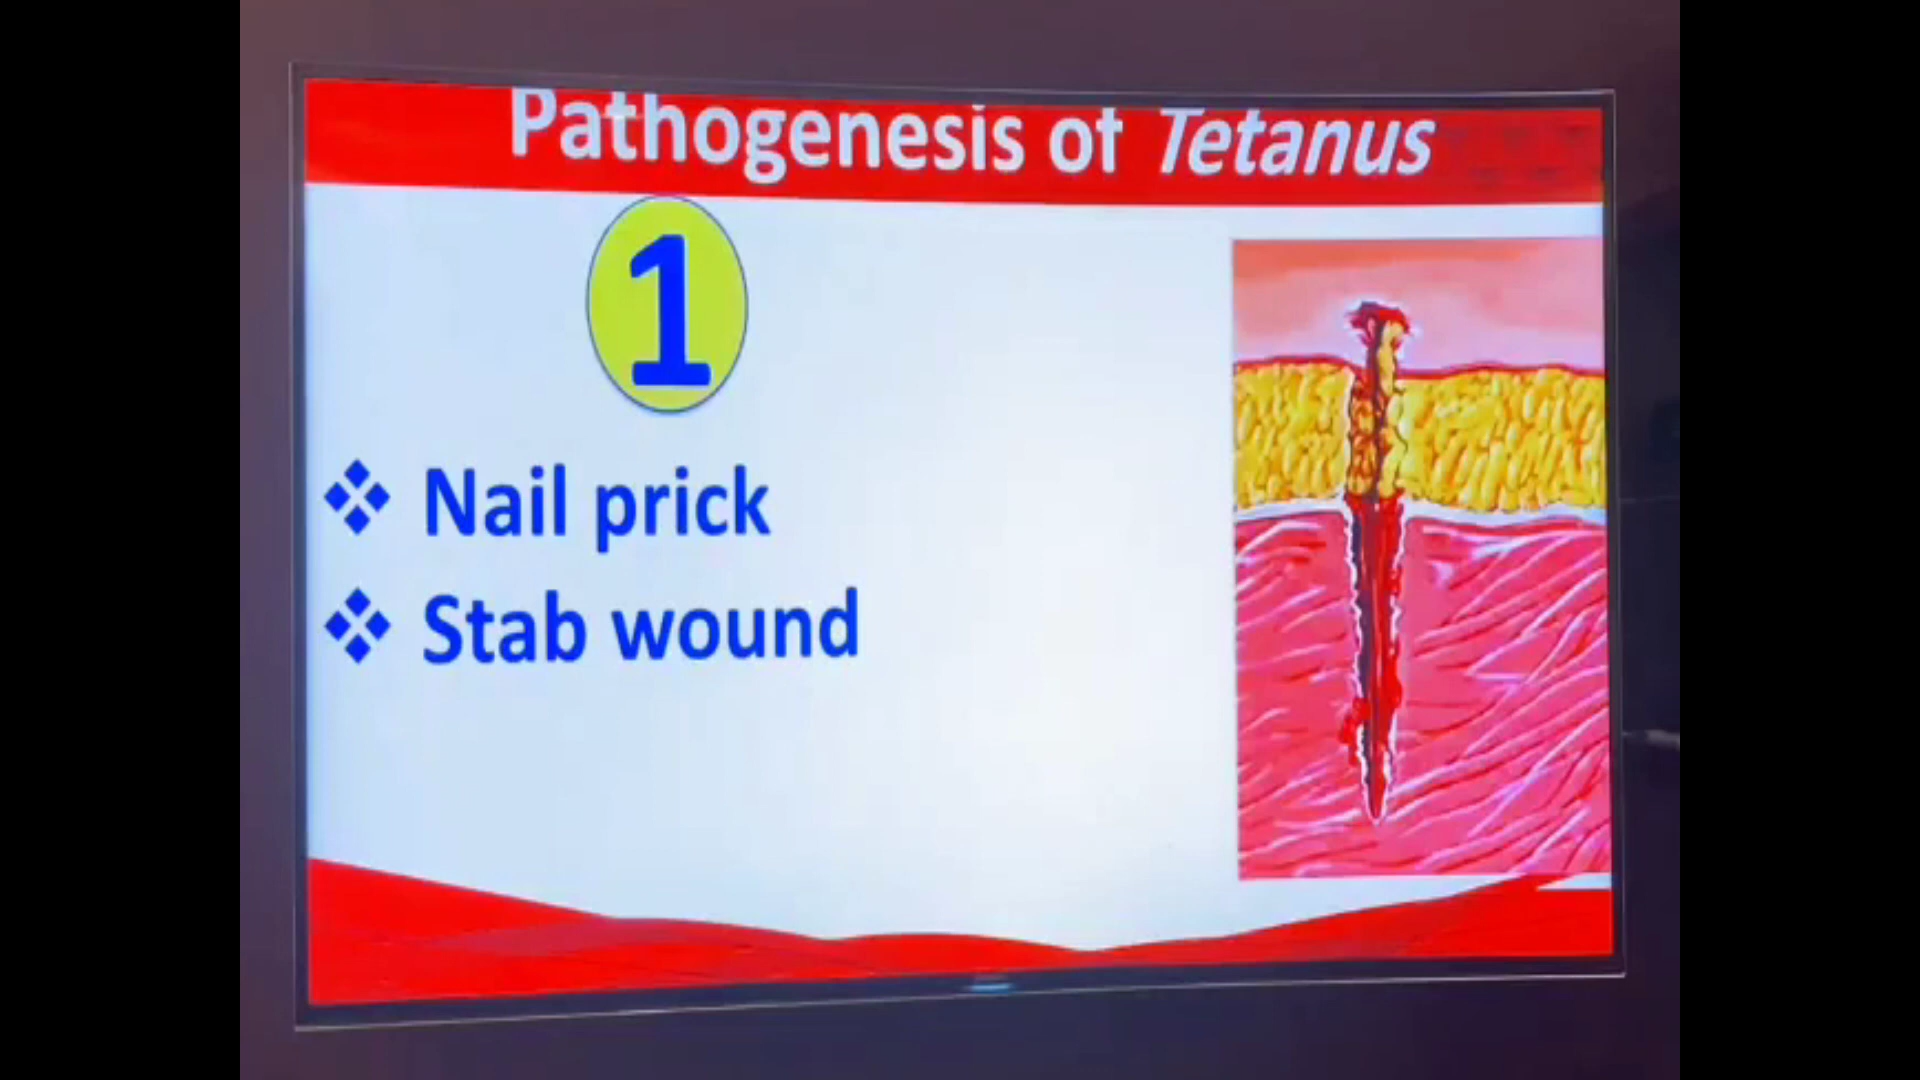 Pathogenesis of Tetanus
1
❖ Nail prick
❖ Stab wound